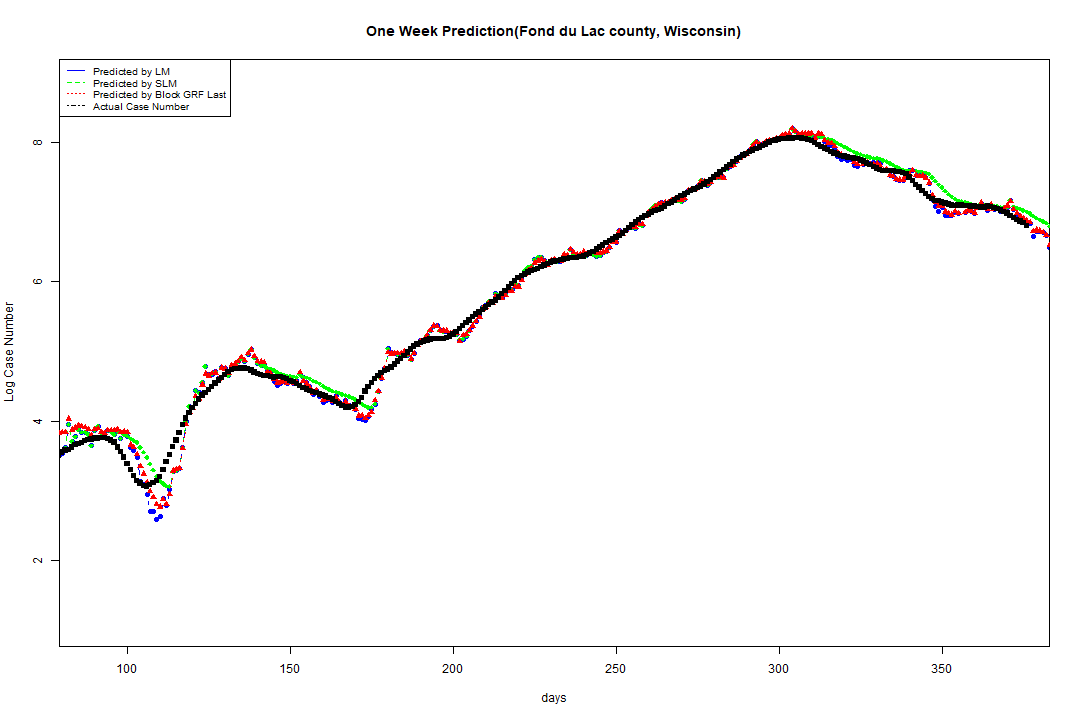 One Week Prediction(Fond du Lac county, Wisconsin)
Predicted by LM
Predicted by SLM
Predicted by Block GRF Last
Actual Case Number
8
6
4
2
Log Case Number
100 150 200 250 300 350
days